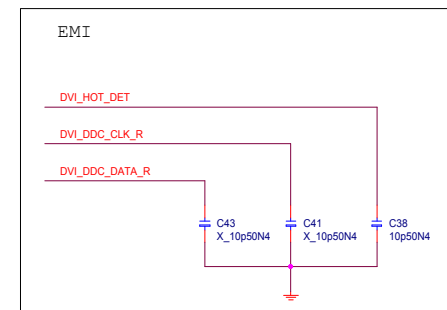 EMI
DVI_HOT_DET
DVI_DDC_CLK_R
DVI_DDC_DATA_R
C43
X_10p50N4
C41
X_10p50N4
C38
10p50N4